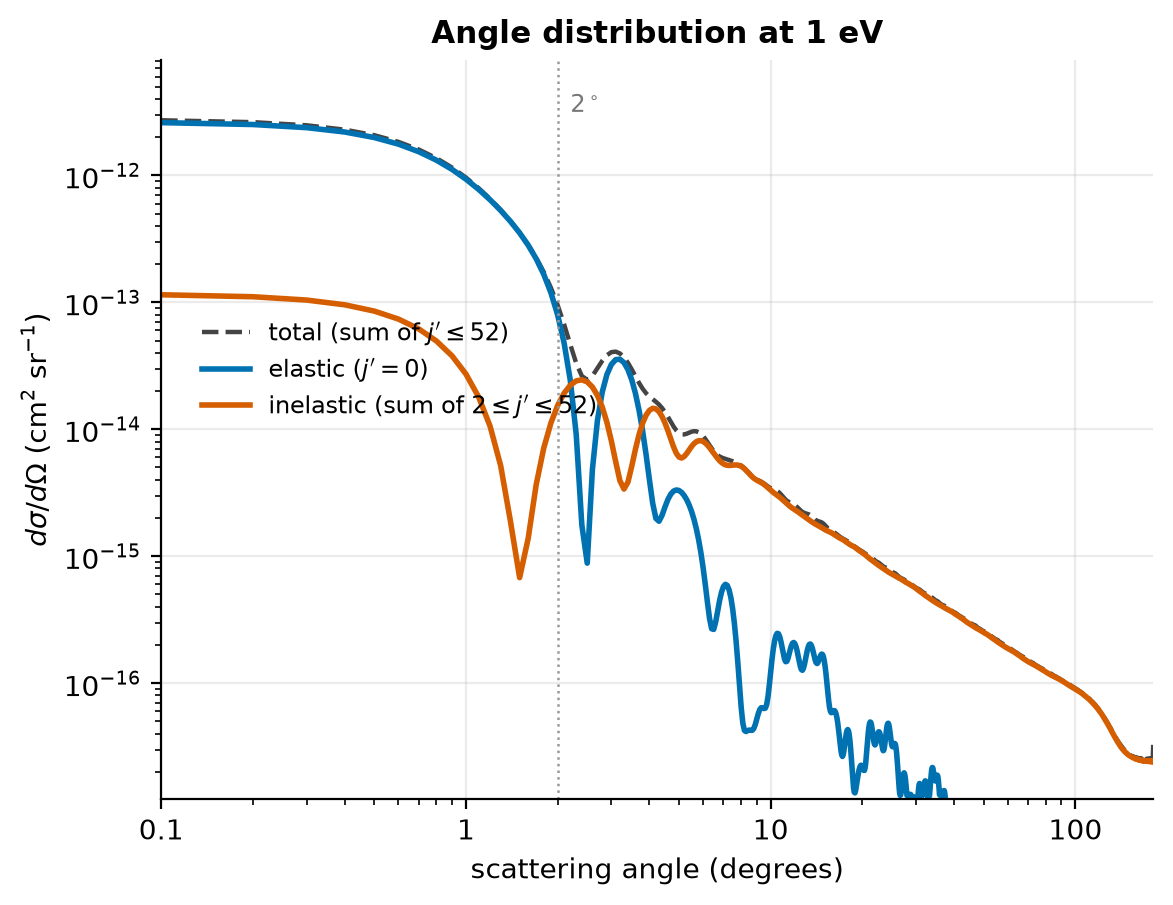 Angle distribution at 1 eV
2°
10⁻¹²
10⁻¹³
10⁻¹⁴
10⁻¹⁵
10⁻¹⁶
dσ/dΩ (cm² sr⁻¹)
total (sum of j′ ≤ 52)
elastic (j′ = 0)
inelastic (sum of 2 ≤ j′ ≤ 52)
0.1 1 10 100
scattering angle (degrees)